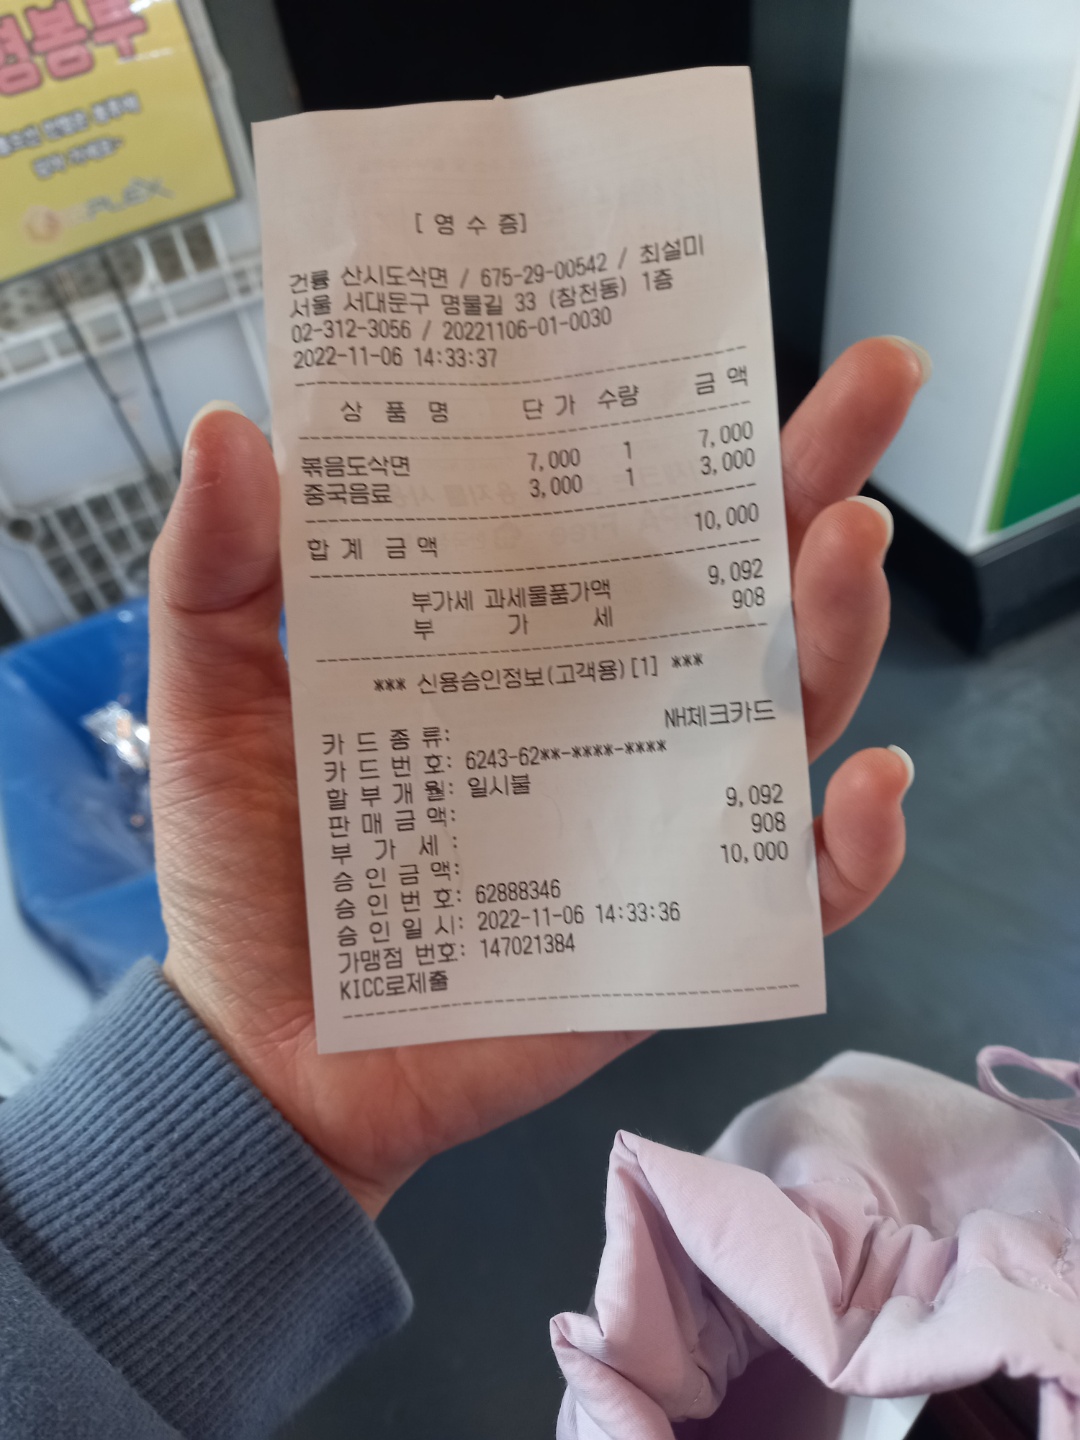 [ 영 수 증]
건룡 산시도삭면 / 675-29-00542 / 최설미
서울 서대문구 명물길 33 (창천동) 1층
02-312-3056 / 20221106-01-0030
2022-11-06 14:33:37
상 품 명 단 가 수량 금 액
볶음도삭면 7,000 1 7,000
중국음료 3,000 1 3,000
합 계 금 액 10,000
부가세 과세물품가액 9,092
부 가 세 908
*** 신용승인정보(고객용)[1] ***
카 드 종 류: NH체크카드
카 드 번 호: 6243-62**-****-****
할 부 개 월: 일시불
판 매 금 액: 9,092
부 가 세 : 908
승 인 금 액: 10,000
승 인 번 호: 62888346
승 인 일 시: 2022-11-06 14:33:36
가맹점 번호: 147021384
KICC로제출